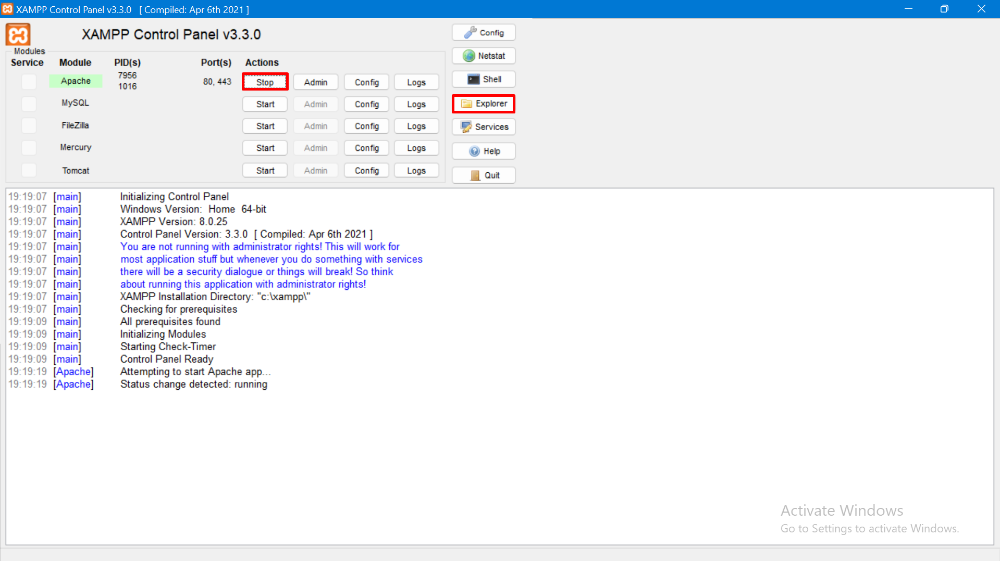 XAMPP Control Panel v3.3.0 [ Compiled: Apr 6th 2021 ]
XAMPP Control Panel v3.3.0
Config
Modules
Netstat
Service Module PID(s) Port(s) Actions
Apache 7956 1016 80, 443 Stop Admin Config Logs
Shell
MySQL Start Admin Config Logs
Explorer
FileZilla Start Admin Config Logs
Services
Mercury Start Admin Config Logs
Help
Tomcat Start Admin Config Logs
Quit
19:19:07 [main] Initializing Control Panel
19:19:07 [main] Windows Version: Home 64-bit
19:19:07 [main] XAMPP Version: 8.0.25
19:19:07 [main] Control Panel Version: 3.3.0 [ Compiled: Apr 6th 2021 ]
19:19:07 [main] You are not running with administrator rights! This will work for
19:19:07 [main] most application stuff but whenever you do something with services
19:19:07 [main] there will be a security dialogue or things will break! So think
19:19:07 [main] about running this application with administrator rights!
19:19:07 [main] XAMPP Installation Directory: "c:\xampp\"
19:19:07 [main] Checking for prerequisites
19:19:09 [main] All prerequisites found
19:19:09 [main] Initializing Modules
19:19:09 [main] Starting Check-Timer
19:19:09 [main] Control Panel Ready
19:19:19 [Apache] Attempting to start Apache app...
19:19:19 [Apache] Status change detected: running
Activate Windows
Go to Settings to activate Windows.